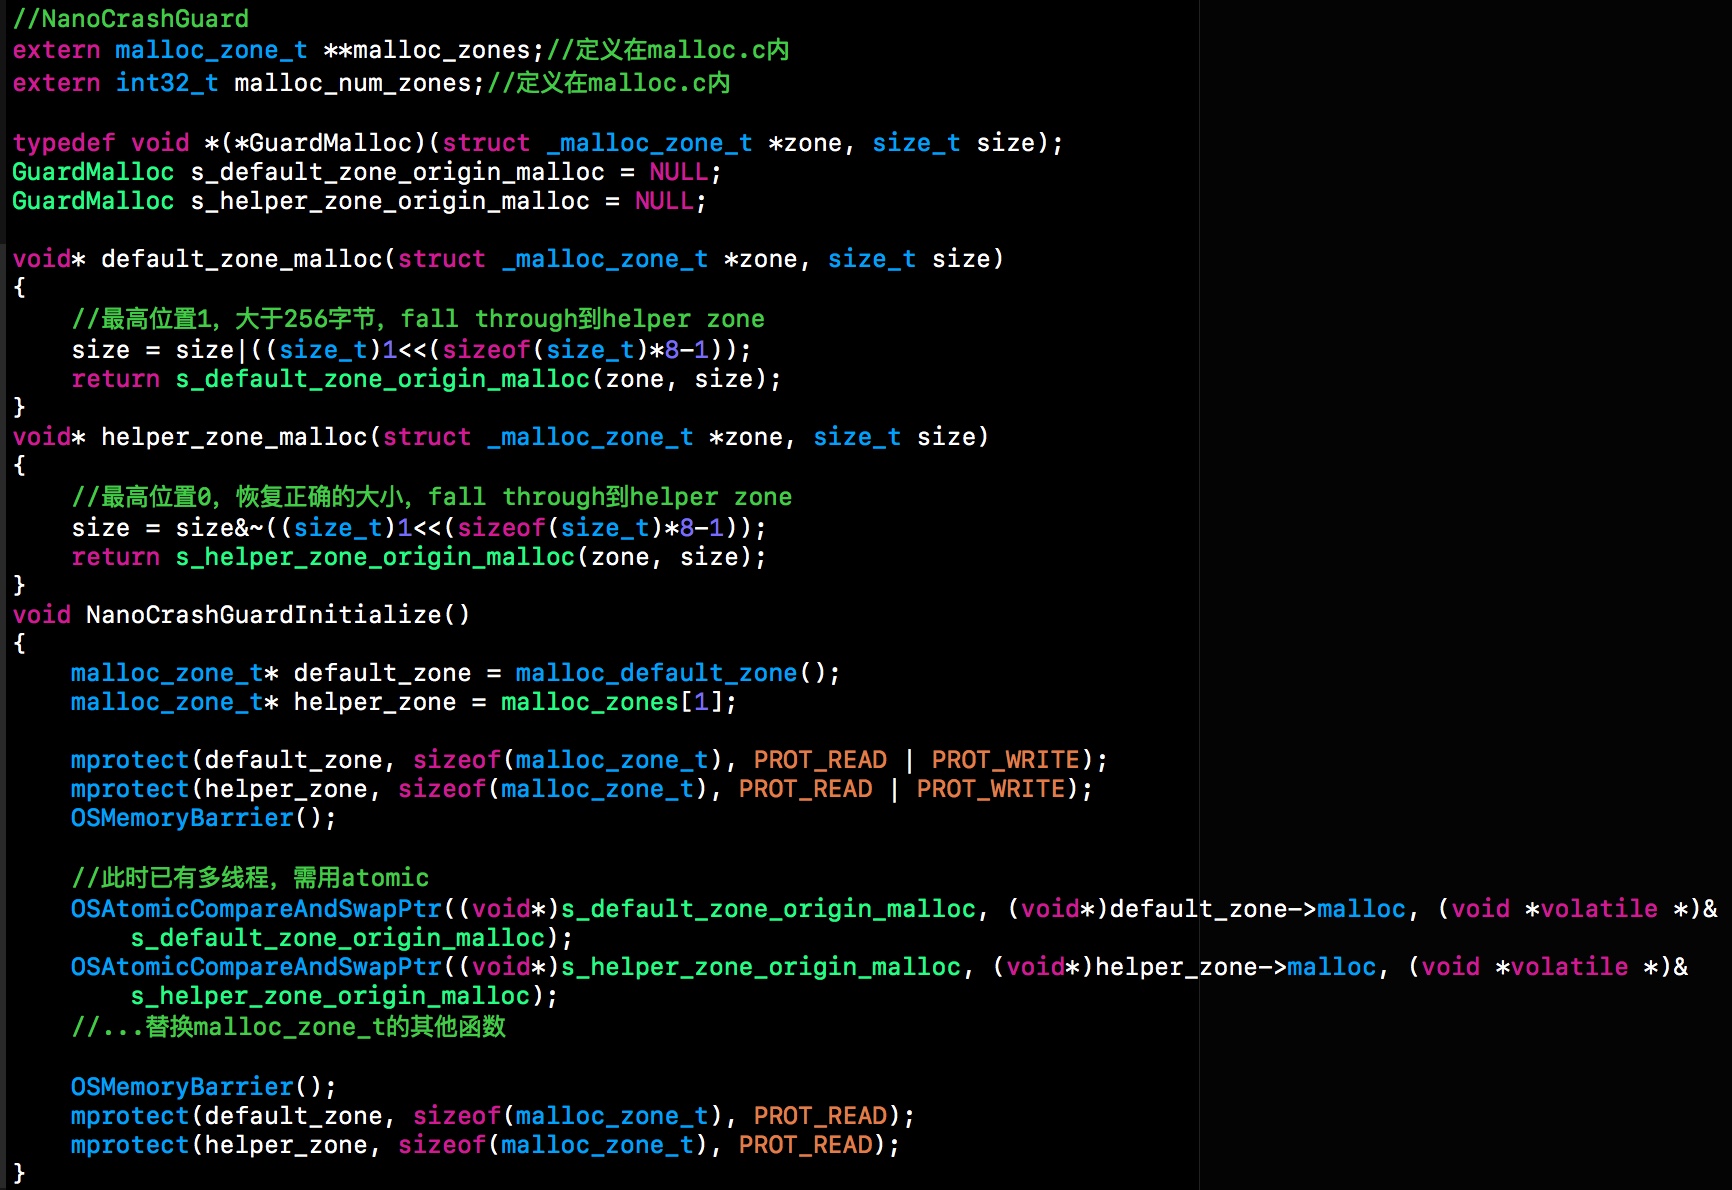 //NanoCrashGuard
extern malloc_zone_t **malloc_zones;//定义在malloc.c内
extern int32_t malloc_num_zones;//定义在malloc.c内
typedef void *(*GuardMalloc)(struct _malloc_zone_t *zone, size_t size);
GuardMalloc s_default_zone_origin_malloc = NULL;
GuardMalloc s_helper_zone_origin_malloc = NULL;
void* default_zone_malloc(struct _malloc_zone_t *zone, size_t size)
{
    //最高位置1，大于256字节，fall through到helper zone
    size = size|((size_t)1<<(sizeof(size_t)*8-1));
    return s_default_zone_origin_malloc(zone, size);
}
void* helper_zone_malloc(struct _malloc_zone_t *zone, size_t size)
{
    //最高位置0，恢复正确的大小，fall through到helper zone
    size = size&~((size_t)1<<(sizeof(size_t)*8-1));
    return s_helper_zone_origin_malloc(zone, size);
}
void NanoCrashGuardInitialize()
{
    malloc_zone_t* default_zone = malloc_default_zone();
    malloc_zone_t* helper_zone = malloc_zones[1];
    mprotect(default_zone, sizeof(malloc_zone_t), PROT_READ | PROT_WRITE);
    mprotect(helper_zone, sizeof(malloc_zone_t), PROT_READ | PROT_WRITE);
    OSMemoryBarrier();
    //此时已有多线程，需用atomic
    OSAtomicCompareAndSwapPtr((void*)s_default_zone_origin_malloc, (void*)default_zone->malloc, (void *volatile *)&
        s_default_zone_origin_malloc);
    OSAtomicCompareAndSwapPtr((void*)s_helper_zone_origin_malloc, (void*)helper_zone->malloc, (void *volatile *)&
        s_helper_zone_origin_malloc);
    //...替换malloc_zone_t的其他函数
    OSMemoryBarrier();
    mprotect(default_zone, sizeof(malloc_zone_t), PROT_READ);
    mprotect(helper_zone, sizeof(malloc_zone_t), PROT_READ);
}